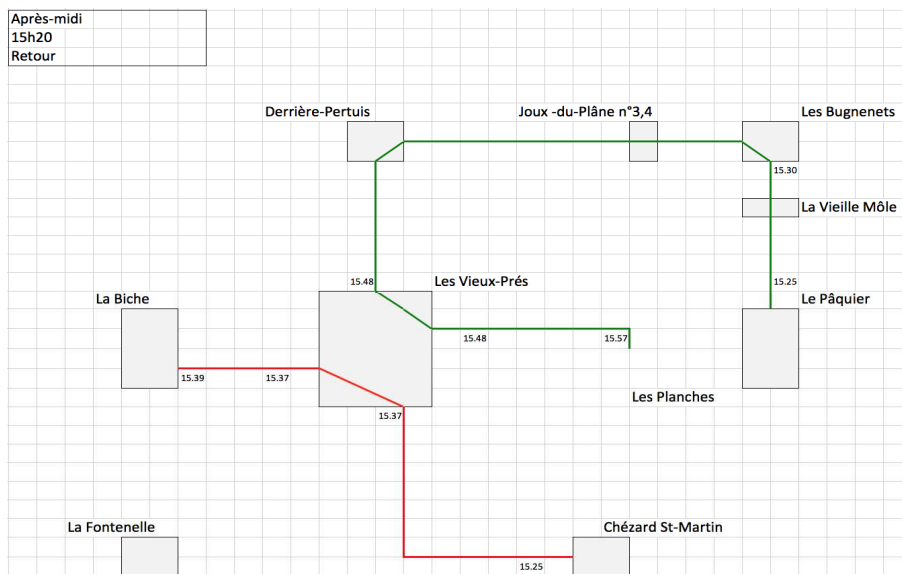 Après-midi
15h20
Retour
Derrière-Pertuis
Joux -du-Plâne n°3,4
Les Bugnenets
15.30
La Vieille Môle
15.48
Les Vieux-Prés
15.25
La Biche
Le Pâquier
15.48
15.57
15.39
15.37
Les Planches
15.37
La Fontenelle
Chézard St-Martin
15.25